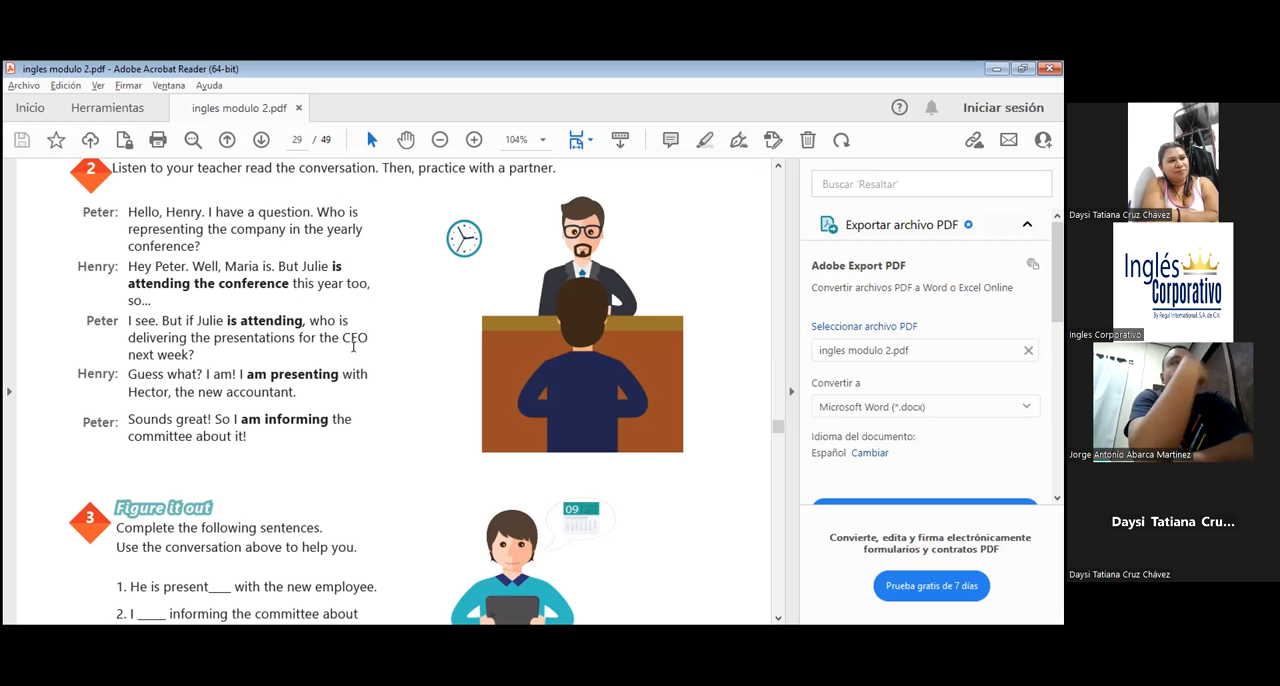 ingles modulo 2.pdf - Adobe Acrobat Reader (64-bit)
Archivo Edición Ver Firmar Ventana Ayuda
Inicio Herramientas ingles modulo 2.pdf × Iniciar sesión
29 / 49 104%
2 Listen to your teacher read the conversation. Then, practice with a partner.
Peter: Hello, Henry. I have a question. Who is
representing the company in the yearly
conference?
Henry: Hey Peter. Well, Maria is. But Julie is
attending the conference this year too,
so...
Peter I see. But if Julie is attending, who is
delivering the presentations for the CEO
next week?
Henry: Guess what? I am! I am presenting with
Hector, the new accountant.
Peter: Sounds great! So I am informing the
committee about it!
3 Figure it out
Complete the following sentences.
Use the conversation above to help you.
1. He is present___ with the new employee.
2. I ____ informing the committee about
09
Buscar 'Resaltar'
Exportar archivo PDF
Adobe Export PDF
Convertir archivos PDF a Word o Excel Online
Seleccionar archivo PDF
ingles modulo 2.pdf
Convertir a
Microsoft Word (*.docx)
Idioma del documento:
Español Cambiar
Convierte, edita y firma electrónicamente
formularios y contratos PDF
Prueba gratis de 7 días
Daysi Tatiana Cruz Chávez
Inglés
Corporativo
By Regal International, S.A. de C.V.
Ingles Corporativo
Jorge Antonio Abarca Martinez
Daysi Tatiana Cru...
Daysi Tatiana Cruz Chávez